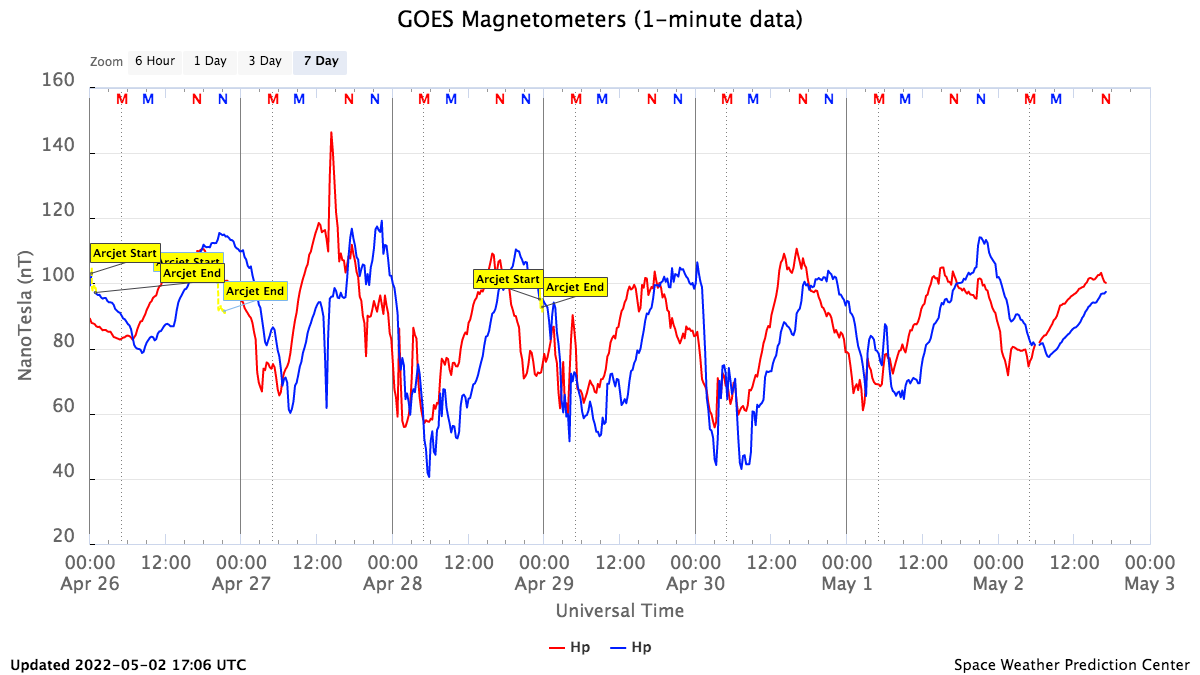 GOES Magnetometers (1-minute data)
Zoom 6 Hour 1 Day 3 Day 7 Day
160
M M N N M M N N M M N N M M N N M M N N M M N N M M N
140
120
100
80
60
40
20
NanoTesla (nT)
Arcjet Start
Arcjet Start
Arcjet End
Arcjet End
Arcjet Start
Arcjet End
00:00 12:00 00:00 12:00 00:00 12:00 00:00 12:00 00:00 12:00 00:00 12:00 00:00 12:00 00:00
Apr 26 Apr 27 Apr 28 Apr 29 Apr 30 May 1 May 2 May 3
Universal Time
Hp Hp
Updated 2022-05-02 17:06 UTC
Space Weather Prediction Center